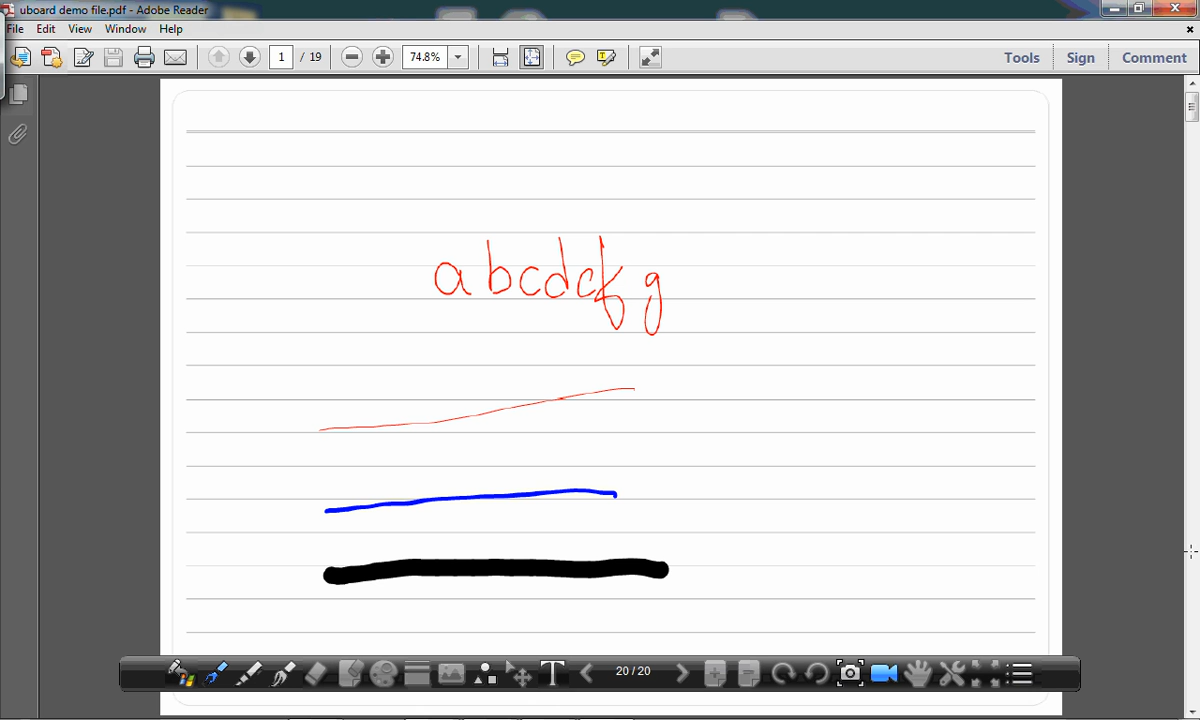 uboard demo file.pdf - Adobe Reader
File Edit View Window Help
1 / 19 74.8% Tools Sign Comment
a b c d e f g
T 20 / 20